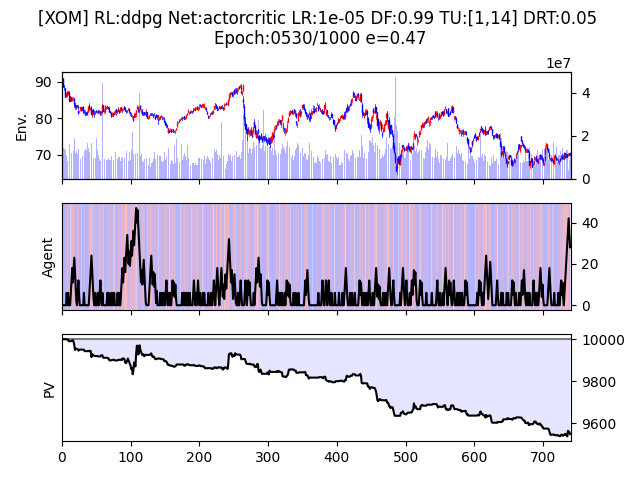 [XOM] RL:ddpg Net:actorcritic LR:1e-05 DF:0.99 TU:[1,14] DRT:0.05
Epoch:0530/1000 e=0.47
1e7
90
80
70
Env.
4
2
0
Agent
40
20
0
PV
10000
9800
9600
0 100 200 300 400 500 600 700